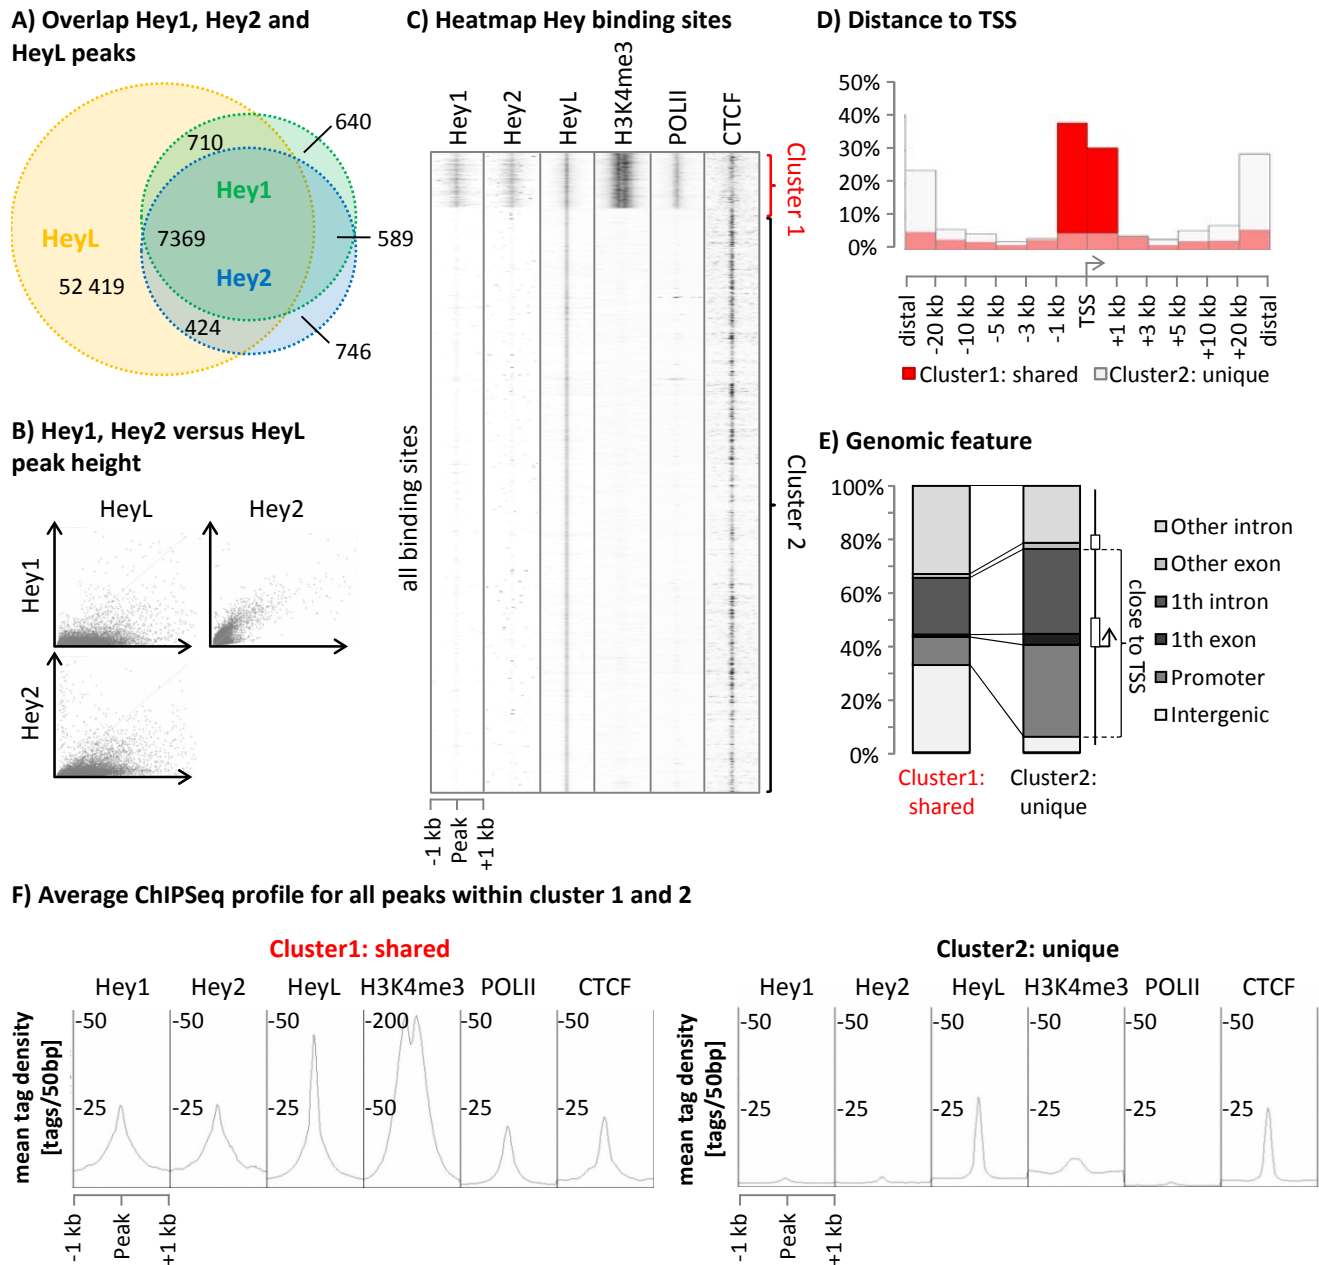 A) Overlap Hey1, Hey2 and
HeyL peaks
640
710
Hey1
HeyL
7369
589
Hey2
52 419
424
746
B) Hey1, Hey2 versus HeyL
peak height
HeyL
Hey2
Hey1
Hey2
C) Heatmap Hey binding sites
Hey1
Hey2
HeyL
H3K4me3
POLII
CTCF
Cluster 1
Cluster 2
all binding sites
-1 kb
Peak
+1 kb
D) Distance to TSS
50%
40%
30%
20%
10%
0%
distal
-20 kb
-10 kb
-5 kb
-3 kb
-1 kb
TSS
+1 kb
+3 kb
+5 kb
+10 kb
+20 kb
distal
Cluster1: shared
Cluster2: unique
E) Genomic feature
100%
80%
60%
40%
20%
0%
Cluster1:
shared
Cluster2:
unique
close to TSS
Other intron
Other exon
1th intron
1th exon
Promoter
Intergenic
F) Average ChIPSeq profile for all peaks within cluster 1 and 2
Cluster1: shared
Hey1 Hey2 HeyL H3K4me3 POLII CTCF
mean tag density
[tags/50bp]
-50 -50 -50 -200 -50 -50
-25 -25 -25 -50 -25 -25
-1 kb
Peak
+1 kb
Cluster2: unique
Hey1 Hey2 HeyL H3K4me3 POLII CTCF
mean tag density
[tags/50bp]
-50 -50 -50 -50 -50 -50
-25 -25 -25 -25 -25 -25
-1 kb
Peak
+1 kb